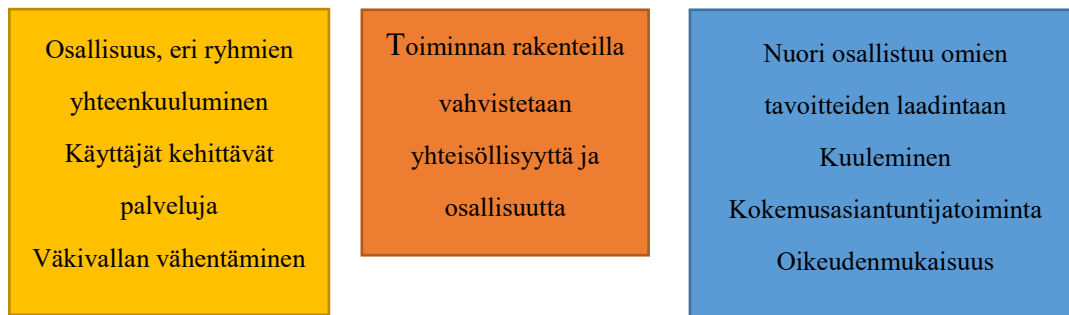 Osallisuus, eri ryhmien
yhteenkuuluminen
Käyttäjät kehittävät
palveluja
Väkivallan vähentäminen
Toiminnan rakenteilla
vahvistetaan
yhteisöllisyyttä ja
osallisuutta
Nuori osallistuu omien
tavoitteiden laadintaan
Kuuleminen
Kokemusasiantuntijatoiminta
Oikeudenmukaisuus